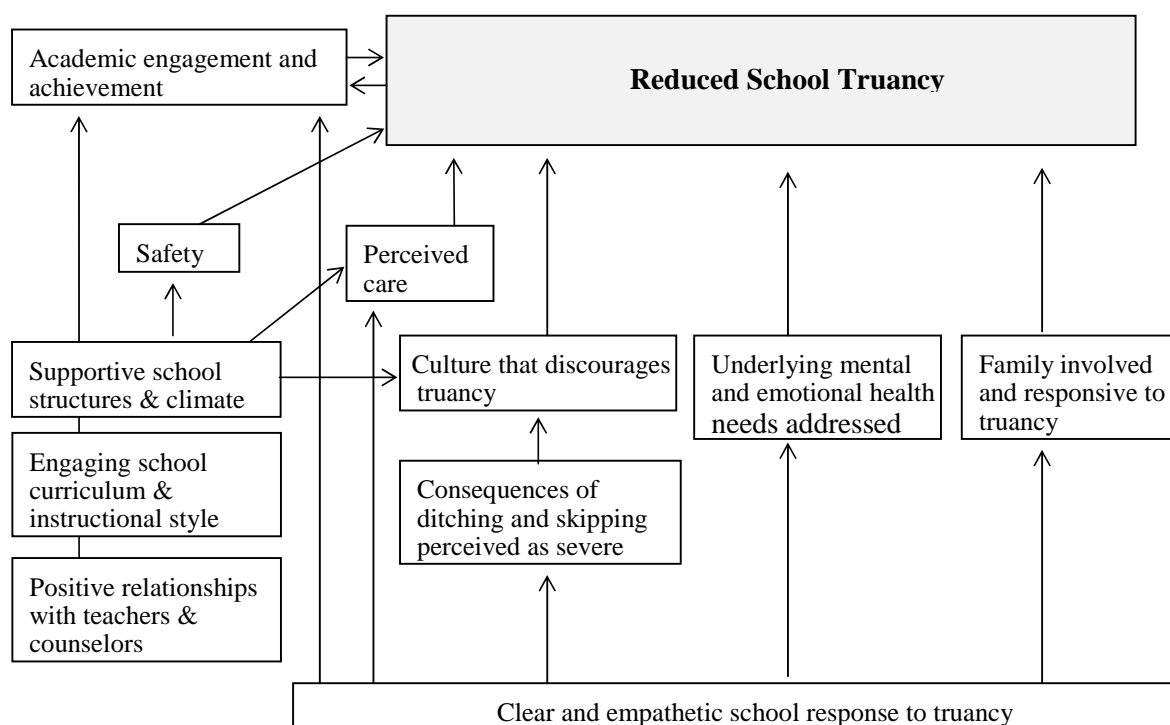 Academic engagement and
achievement
Reduced School Truancy
Safety
Perceived
care
Supportive school
structures & climate
Culture that discourages
truancy
Underlying mental
and emotional health
needs addressed
Family involved
and responsive to
truancy
Engaging school
curriculum &
instructional style
Consequences of
ditching and skipping
perceived as severe
Positive relationships
with teachers &
counselors
Clear and empathetic school response to truancy